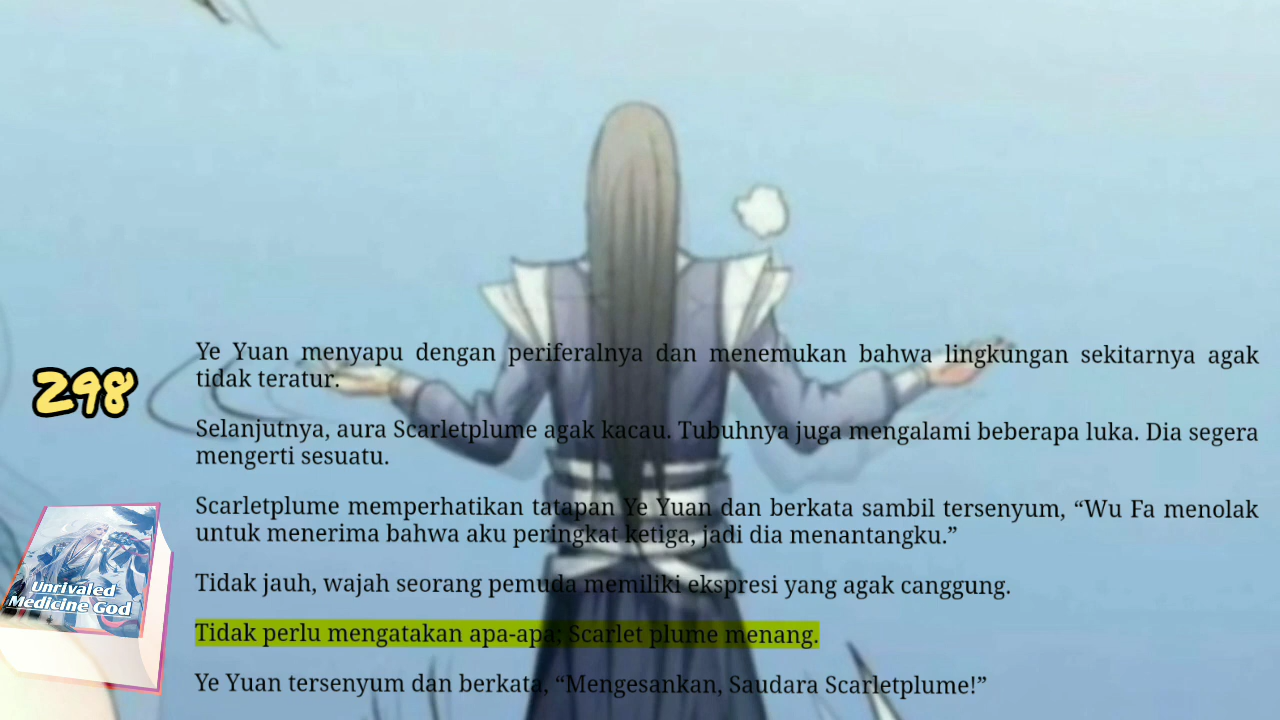 Ye Yuan menyapu dengan periferalnya dan menemukan bahwa lingkungan sekitarnya agak
tidak teratur.
Selanjutnya, aura Scarletplume agak kacau. Tubuhnya juga mengalami beberapa luka. Dia segera
mengerti sesuatu.
Scarletplume memperhatikan tatapan Ye Yuan dan berkata sambil tersenyum, “Wu Fa menolak
untuk menerima bahwa aku peringkat ketiga, jadi dia menantangku.”
Tidak jauh, wajah seorang pemuda memiliki ekspresi yang agak canggung.
Tidak perlu mengatakan apa-apa; Scarlet plume menang.
Ye Yuan tersenyum dan berkata, “Mengesankan, Saudara Scarletplume!”
298
Unrivaled
Medicine God